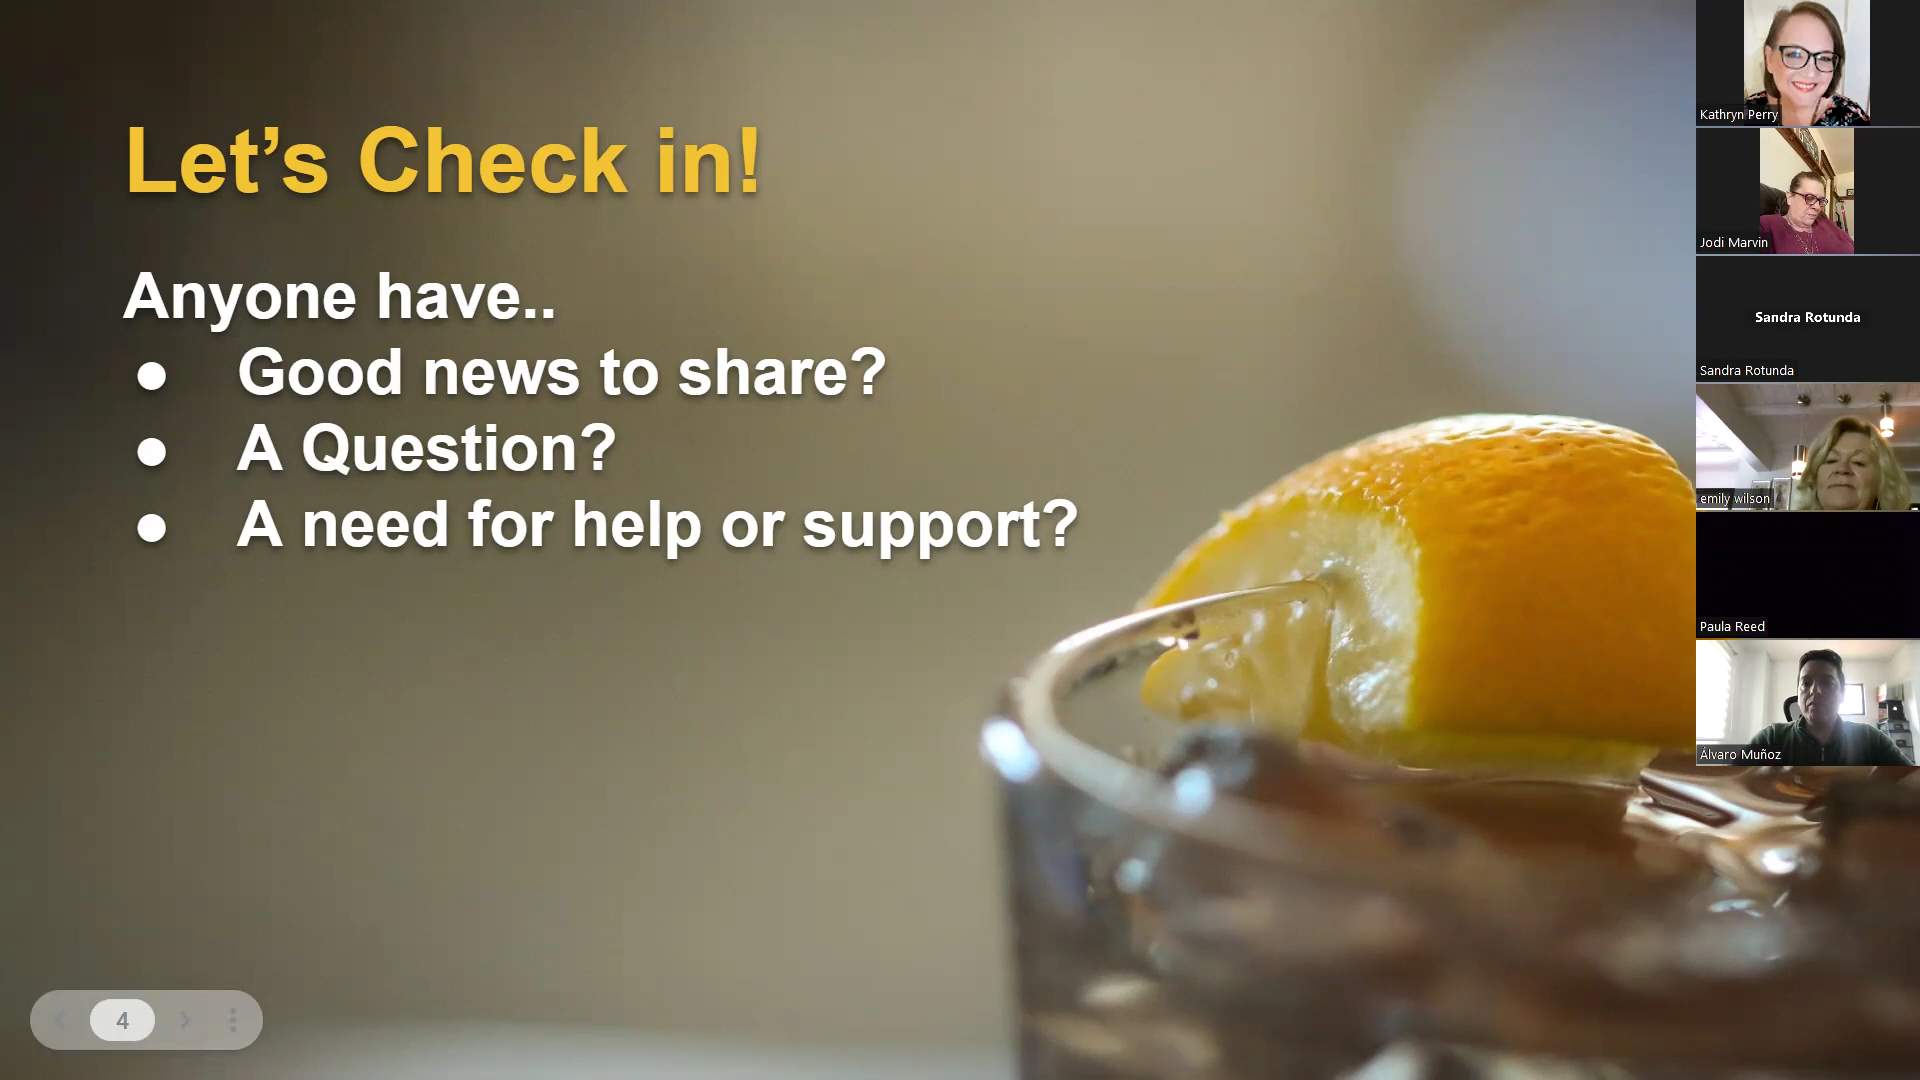 Let’s Check in!
Anyone have..
● Good news to share?
● A Question?
● A need for help or support?
4
Kathryn Perry
Jodi Marvin
Sandra Rotunda
Sandra Rotunda
emily wilson
Paula Reed
Álvaro Muñoz